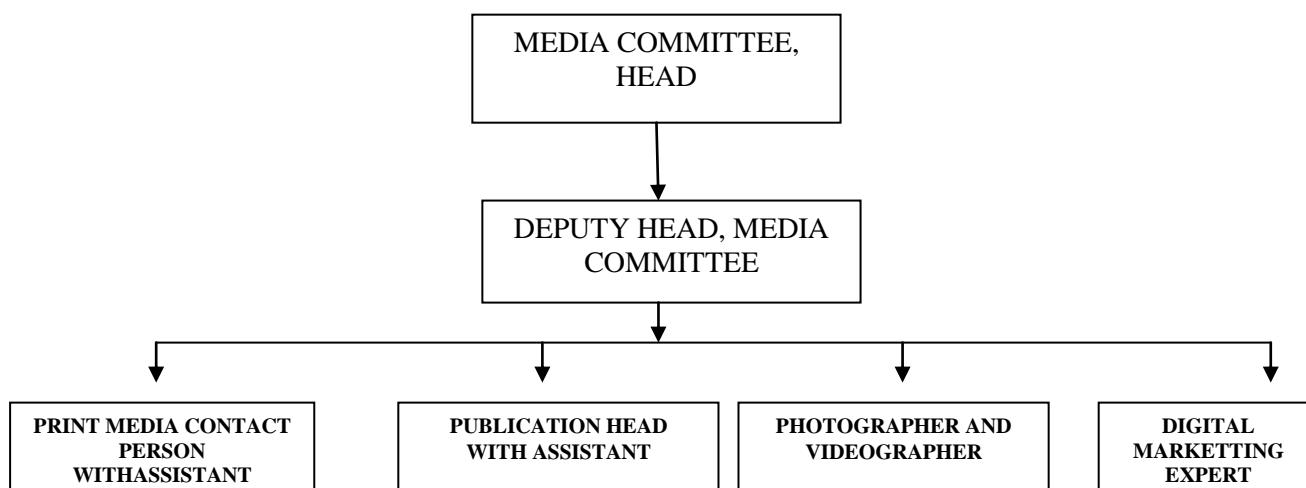 MEDIA COMMITTEE,
HEAD
DEPUTY HEAD, MEDIA
COMMITTEE
PRINT MEDIA CONTACT
PERSON
WITHASSISTANT
PUBLICATION HEAD
WITH ASSISTANT
PHOTOGRAPHER AND
VIDEOGRAPHER
DIGITAL
MARKETTING
EXPERT